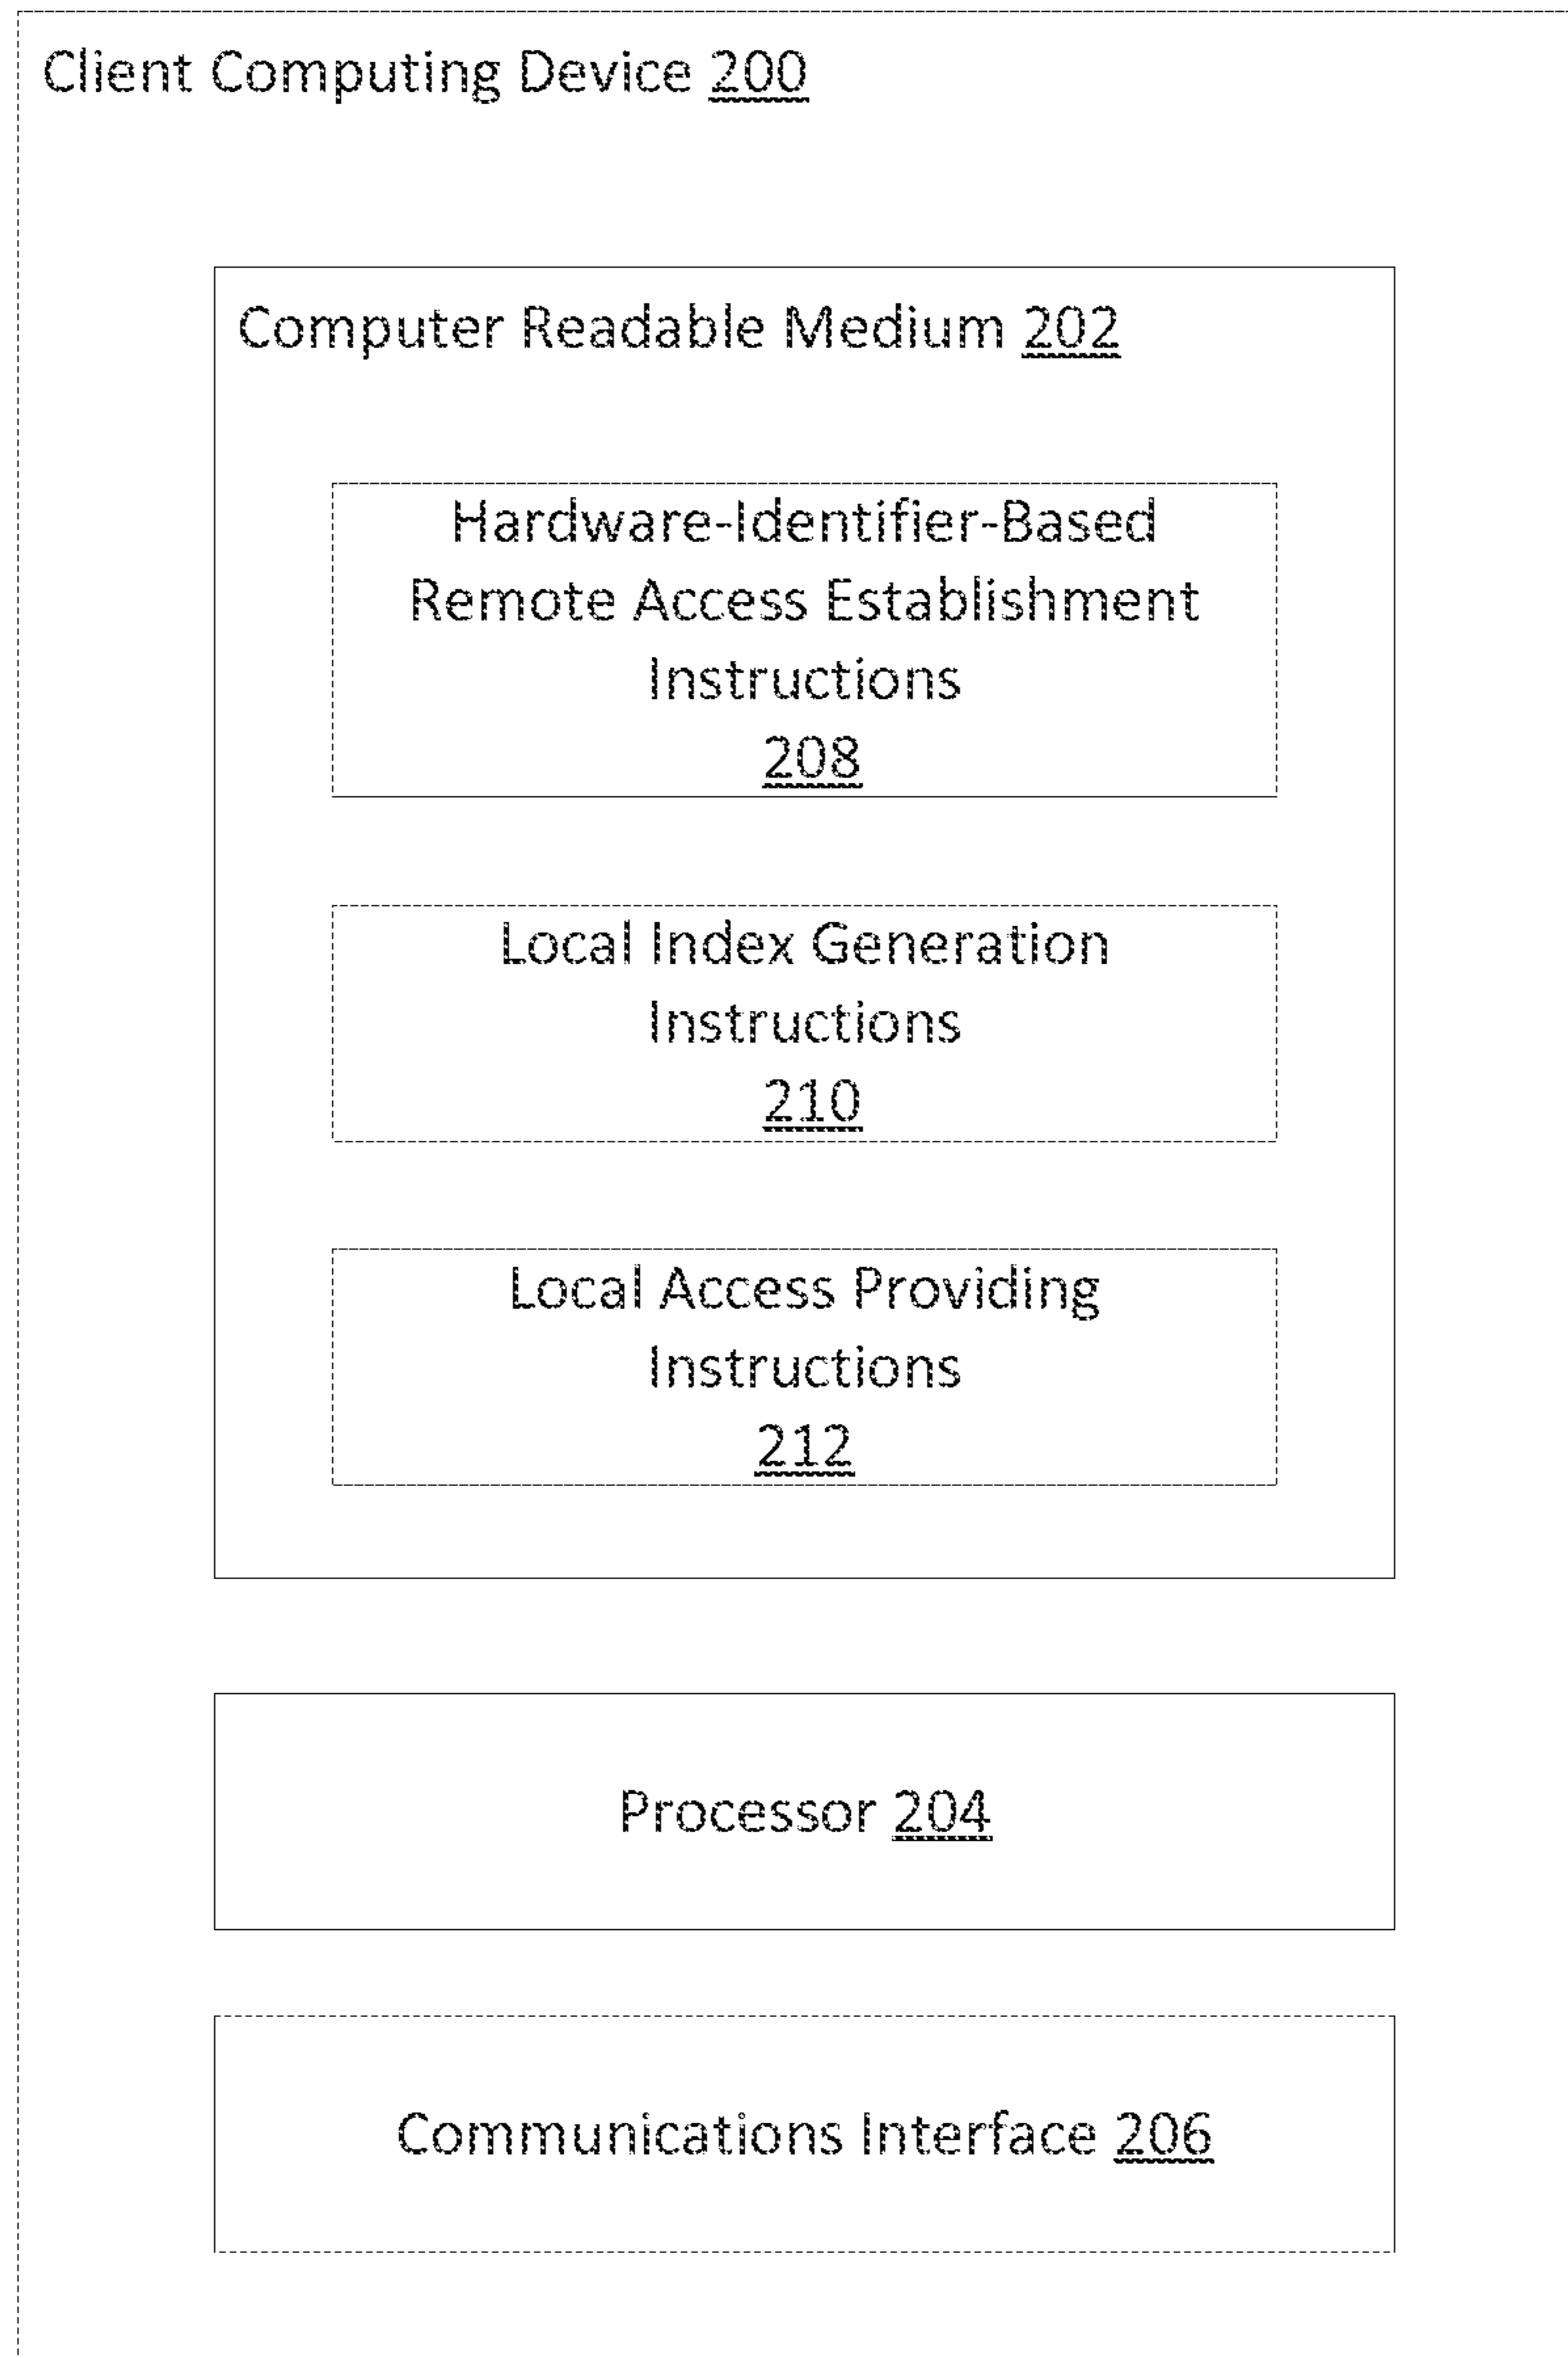 Client Computing Device 200
Computer Readable Medium 202
Hardware-Identifier-Based
Remote Access Establishment
Instructions
208
Local Index Generation
Instructions
210
Local Access Providing
Instructions
212
Processor 204
Communications Interface 206